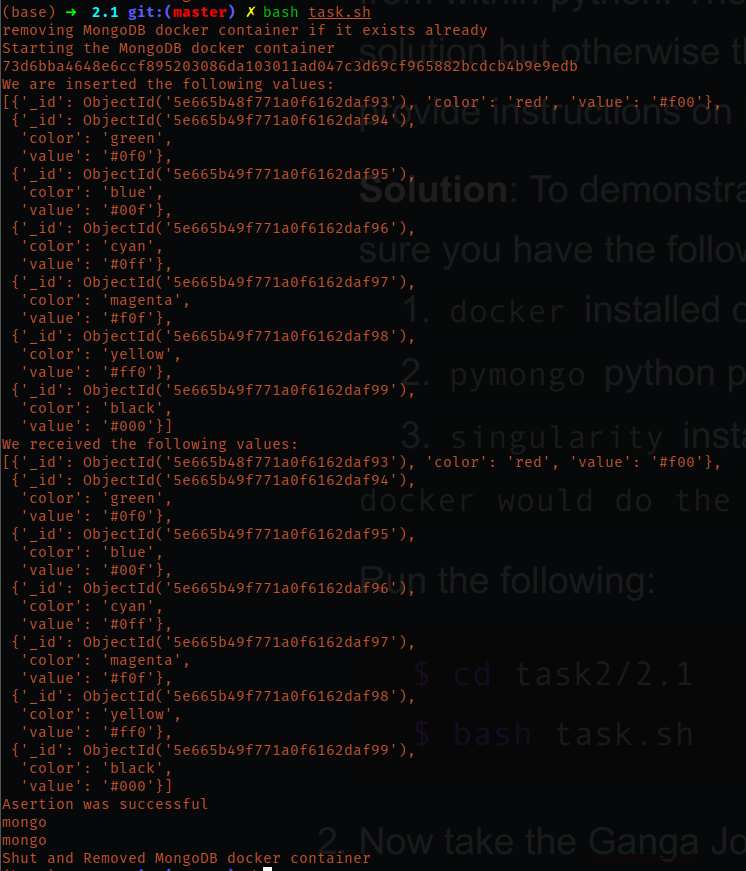 (base) ➜ 2.1 git:(master) ✗ bash task.sh
removing MongoDB docker container if it exists already
Starting the MongoDB docker container
73d6bba4648e6ccf895203086da103011ad047c3d69cf965882bcdcb4b9e9edb
We are inserted the following values:
[{'_id': ObjectId('5e665b48f771a0f6162daf93'), 'color': 'red', 'value': '#f00'},
{'_id': ObjectId('5e665b49f771a0f6162daf94'),
'color': 'green',
'value': '#0f0'},
{'_id': ObjectId('5e665b49f771a0f6162daf95'),
'color': 'blue',
'value': '#00f'},
{'_id': ObjectId('5e665b49f771a0f6162daf96'),
'color': 'cyan',
'value': '#0ff'},
{'_id': ObjectId('5e665b49f771a0f6162daf97'),
'color': 'magenta',
'value': '#f0f'},
{'_id': ObjectId('5e665b49f771a0f6162daf98'),
'color': 'yellow',
'value': '#ff0'},
{'_id': ObjectId('5e665b49f771a0f6162daf99'),
'color': 'black',
'value': '#000'}]
We received the following values:
[{'_id': ObjectId('5e665b48f771a0f6162daf93'), 'color': 'red', 'value': '#f00'},
{'_id': ObjectId('5e665b49f771a0f6162daf94'),
'color': 'green',
'value': '#0f0'},
{'_id': ObjectId('5e665b49f771a0f6162daf95'),
'color': 'blue',
'value': '#00f'},
{'_id': ObjectId('5e665b49f771a0f6162daf96'),
'color': 'cyan',
'value': '#0ff'},
{'_id': ObjectId('5e665b49f771a0f6162daf97'),
'color': 'magenta',
'value': '#f0f'},
{'_id': ObjectId('5e665b49f771a0f6162daf98'),
'color': 'yellow',
'value': '#ff0'},
{'_id': ObjectId('5e665b49f771a0f6162daf99'),
'color': 'black',
'value': '#000'}]
Asertion was successful
mongo
mongo
Shut and Removed MongoDB docker container
from within python.
solution but otherwise
provide instructions on
Solution: To demonstra
sure you have the follow
1. docker installed
2. pymongo python
3. singularity insta
docker would do the
Run the following:
$ cd task2/2.1
$ bash task.sh
2. Now take the Ganga Jo